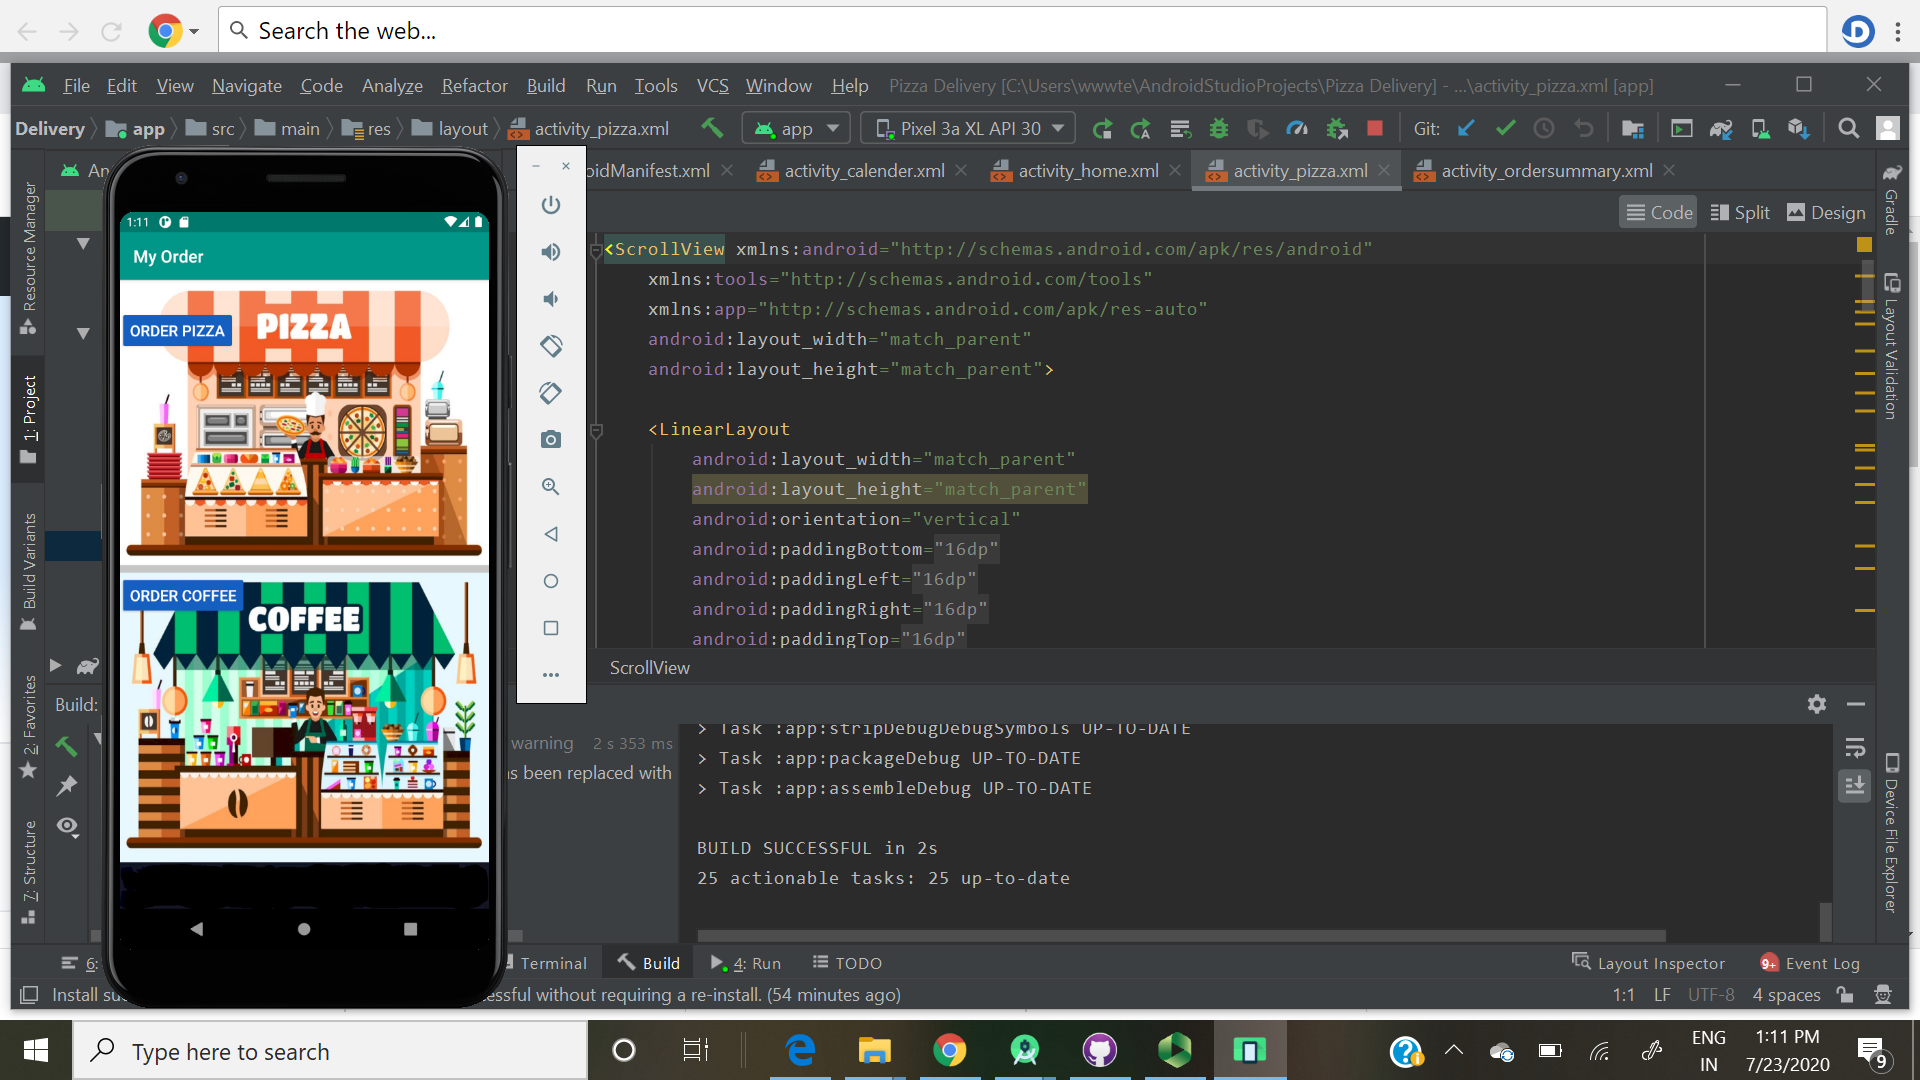 Search the web...
File Edit View Navigate Code Analyze Refactor Build Run Tools VCS Window Help Pizza Delivery [C:\Users\wwwte\AndroidStudioProjects\Pizza Delivery] - ...\activity_pizza.xml [app]
Delivery app src main res layout activity_pizza.xml app Pixel 3a XL API 30 Git:
An
oidManifest.xml activity_calender.xml activity_home.xml activity_pizza.xml activity_ordersummary.xml
Code Split Design
Resource Manager
1: Project
Build Variants
2: Favorites
7: Structure
Gradle
Layout Validation
Device File Explorer
1:11
My Order
ORDER PIZZA
PIZZA
ORDER COFFEE
COFFEE
<ScrollView xmlns:android="http://schemas.android.com/apk/res/android"
xmlns:tools="http://schemas.android.com/tools"
xmlns:app="http://schemas.android.com/apk/res-auto"
android:layout_width="match_parent"
android:layout_height="match_parent">
<LinearLayout
android:layout_width="match_parent"
android:layout_height="match_parent"
android:orientation="vertical"
android:paddingBottom="16dp"
android:paddingLeft="16dp"
android:paddingRight="16dp"
android:paddingTop="16dp"
ScrollView
Build:
warning 2 s 353 ms
s been replaced with
> Task :app:stripDebugDebugSymbols UP-TO-DATE
> Task :app:packageDebug UP-TO-DATE
> Task :app:assembleDebug UP-TO-DATE
BUILD SUCCESSFUL in 2s
25 actionable tasks: 25 up-to-date
6: Terminal Build 4: Run TODO Layout Inspector 9+ Event Log
Install su
essful without requiring a re-install. (54 minutes ago) 1:1 LF UTF-8 4 spaces
Type here to search
ENG
IN
1:11 PM
7/23/2020
9